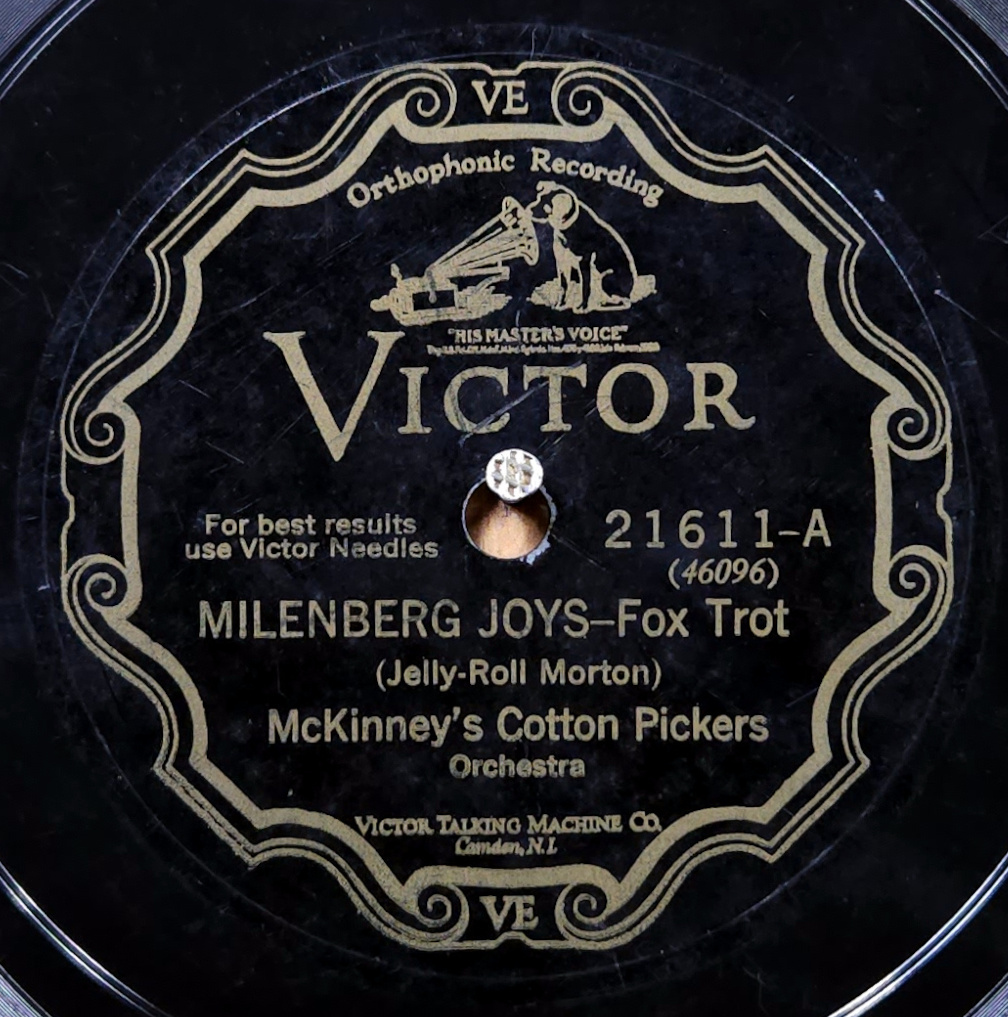 VE
Orthophonic Recording
"HIS MASTER'S VOICE"
VICTOR
For best results
use Victor Needles
21611-A
(46096)
MILENBERG JOYS–Fox Trot
(Jelly-Roll Morton)
McKinney's Cotton Pickers
Orchestra
VICTOR TALKING MACHINE CO.
Camden, N.J.
VE